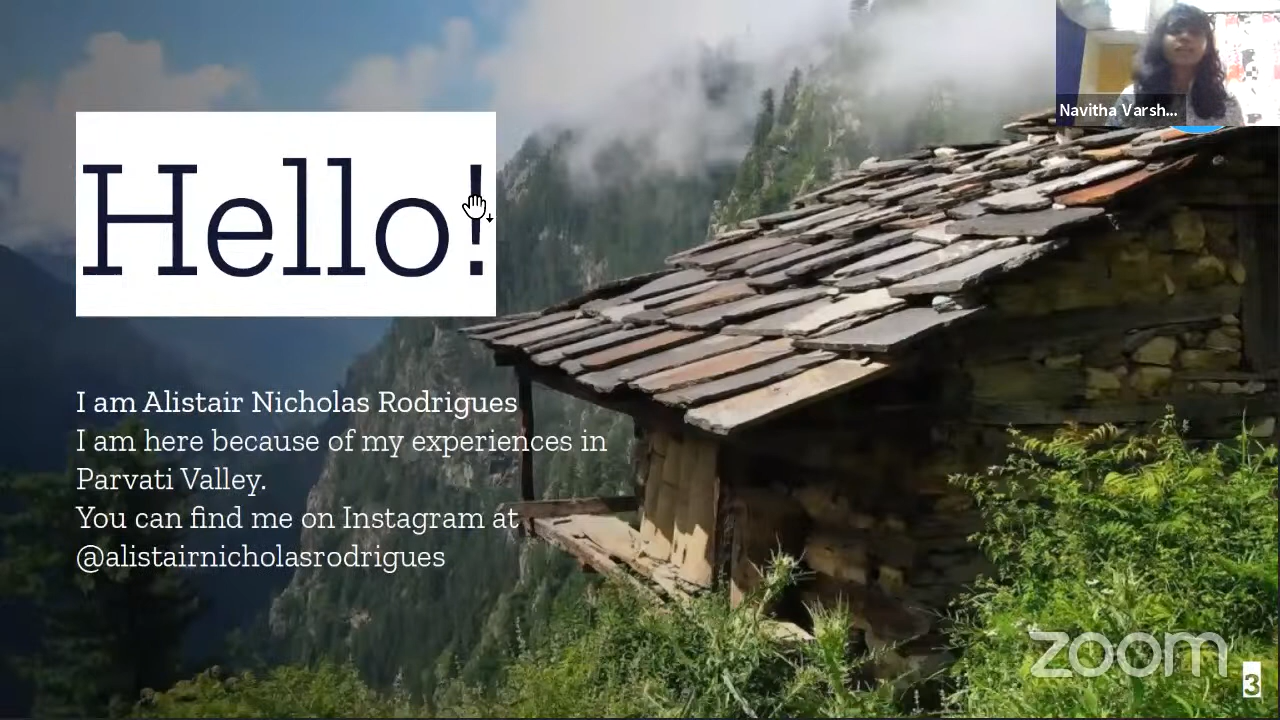 Hello!
Navitha Varsh...
I am Alistair Nicholas Rodrigues
I am here because of my experiences in
Parvati Valley.
You can find me on Instagram at
@alistairnicholasrodrigues
zoom
3